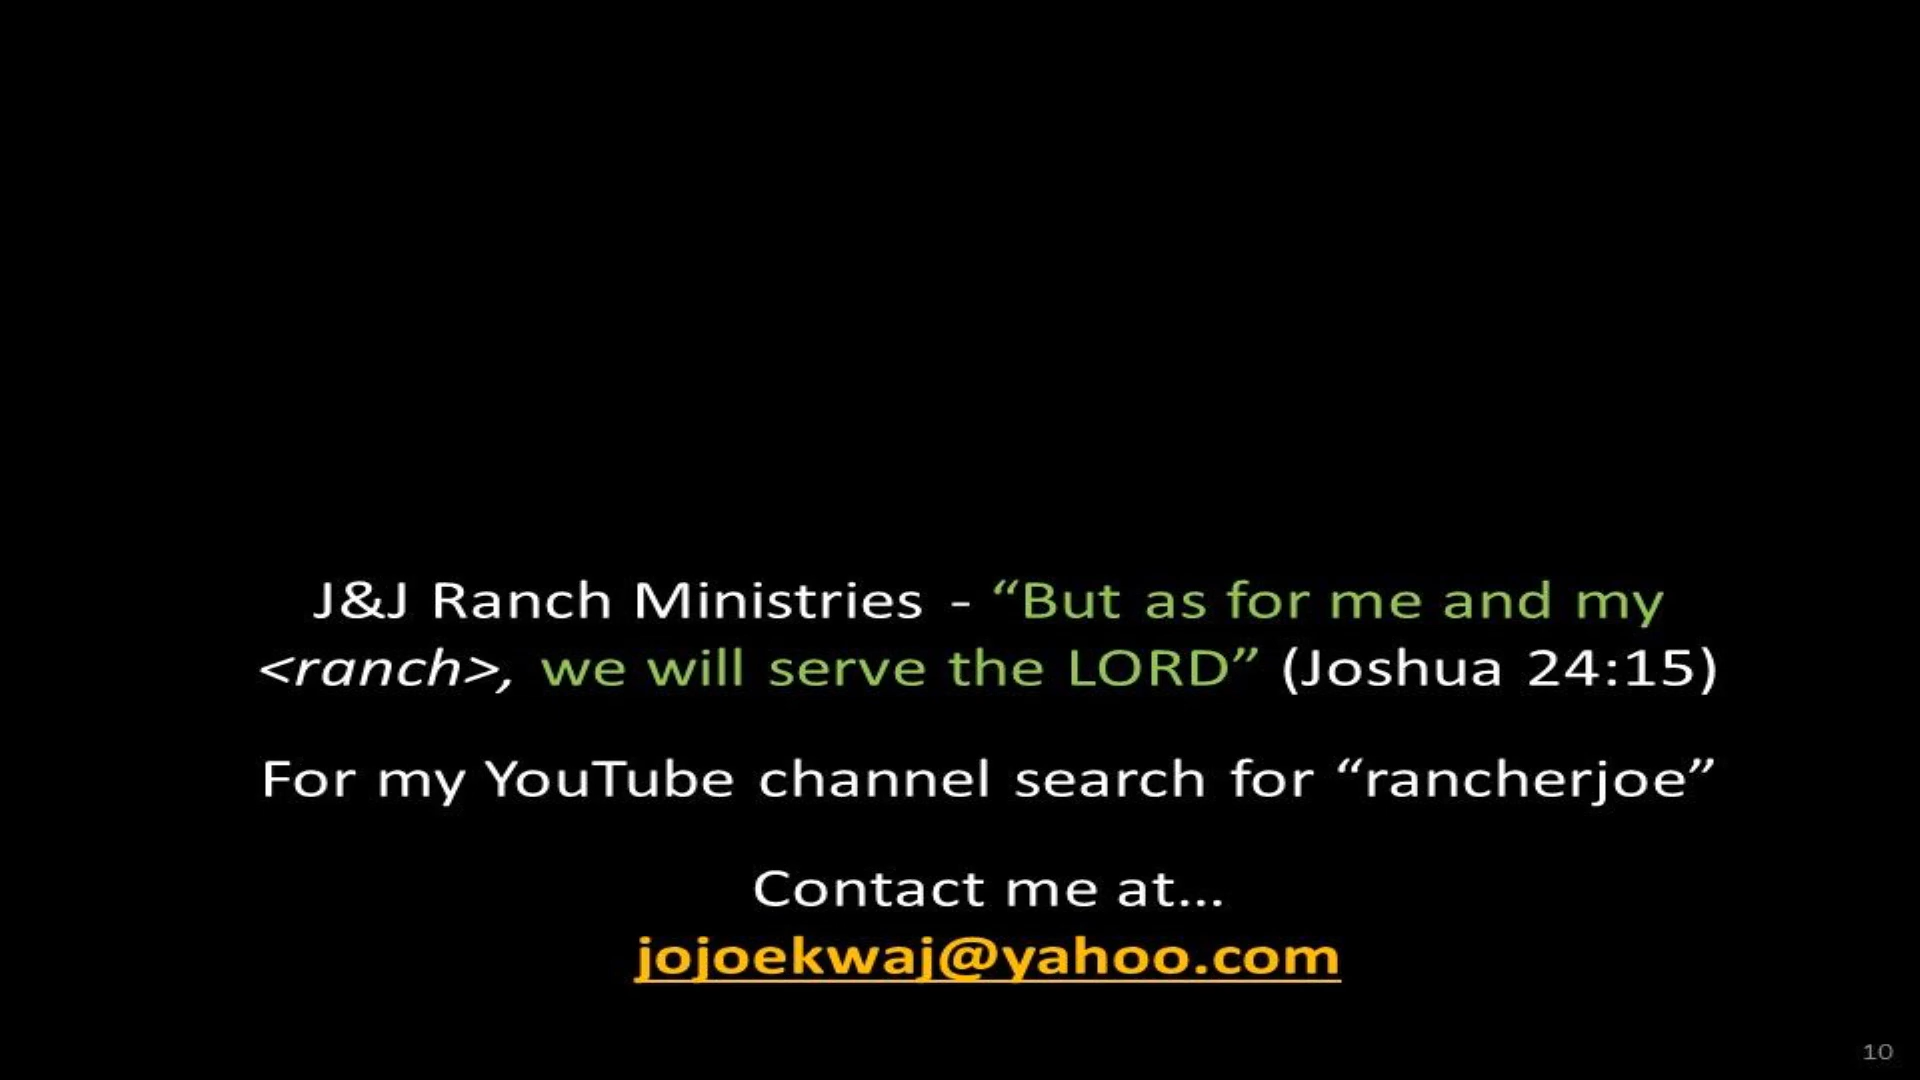 J&J Ranch Ministries - “But as for me and my
<ranch>, we will serve the LORD” (Joshua 24:15)
For my YouTube channel search for “rancherjoe”
Contact me at...
jojoekwaj@yahoo.com
10